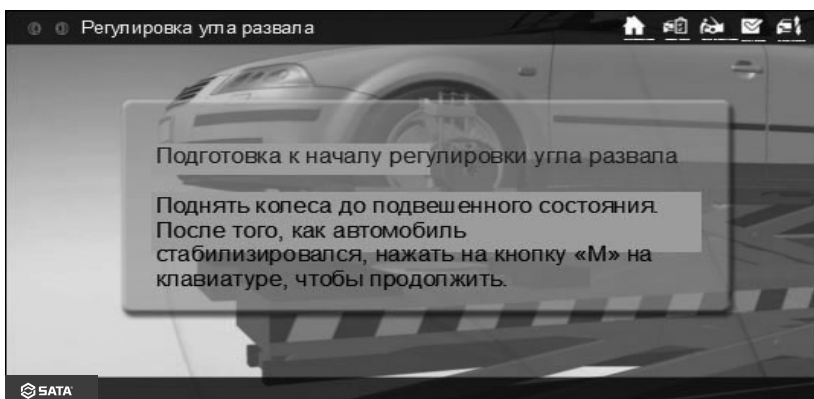 Регулировка угла развала
Подготовка к началу регулировки угла развала
Поднять колеса до подвешенного состояния.
После того, как автомобиль
стабилизировался, нажать на кнопку «М» на
клавиатуре, чтобы продолжить.
SATA